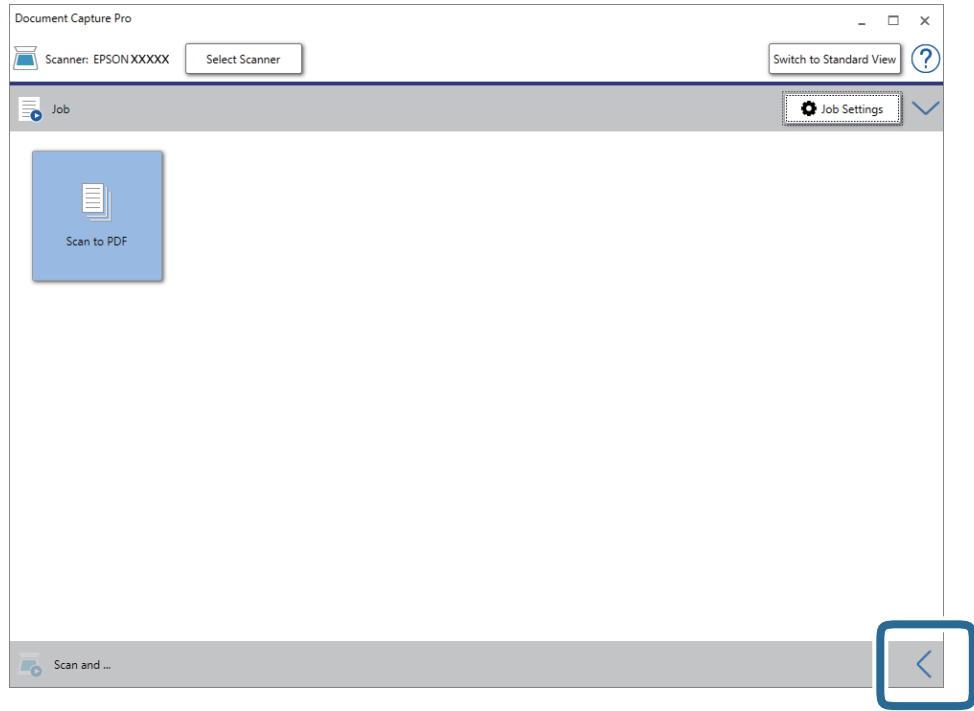 Document Capture Pro
Scanner: EPSON XXXXX
Select Scanner
Switch to Standard View
?
Job
Job Settings
Scan to PDF
Scan and ...